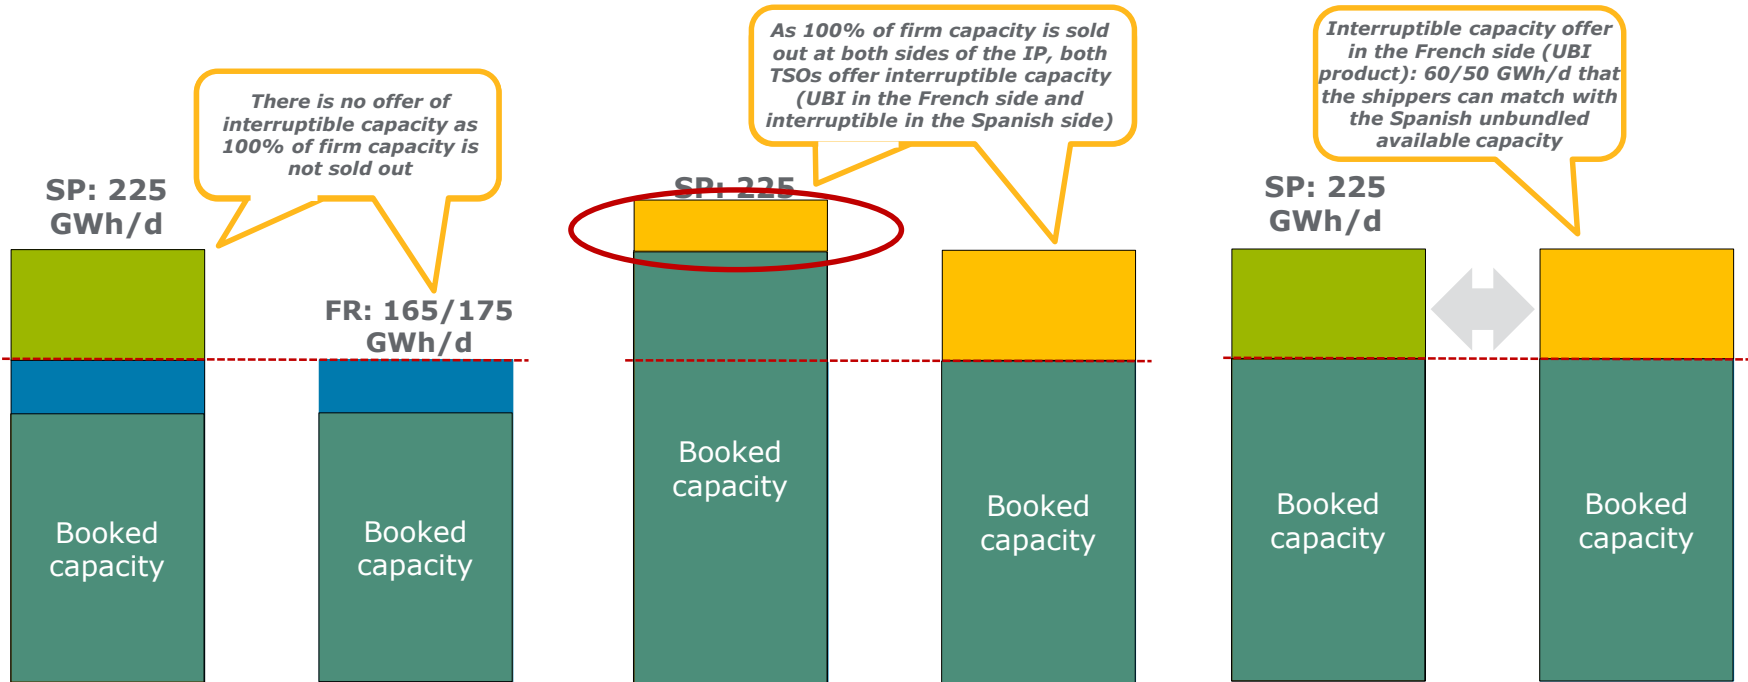 There is no offer of
interruptible capacity as
100% of firm capacity is
not sold out
SP: 225
GWh/d
FR: 165/175
GWh/d
Booked
capacity
Booked
capacity
As 100% of firm capacity is sold
out at both sides of the IP, both
TSOs offer interruptible capacity
(UBI in the French side and
interruptible in the Spanish side)
SP: 225
Booked
capacity
Booked
capacity
Interruptible capacity offer
in the French side (UBI
product): 60/50 GWh/d that
the shippers can match with
the Spanish unbundled
available capacity
SP: 225
GWh/d
Booked
capacity
Booked
capacity